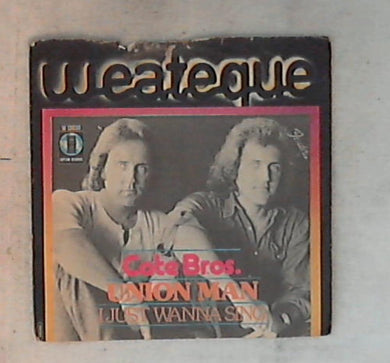 weateque
Cate Bros.
UNION MAN
I JUST WANNA SING